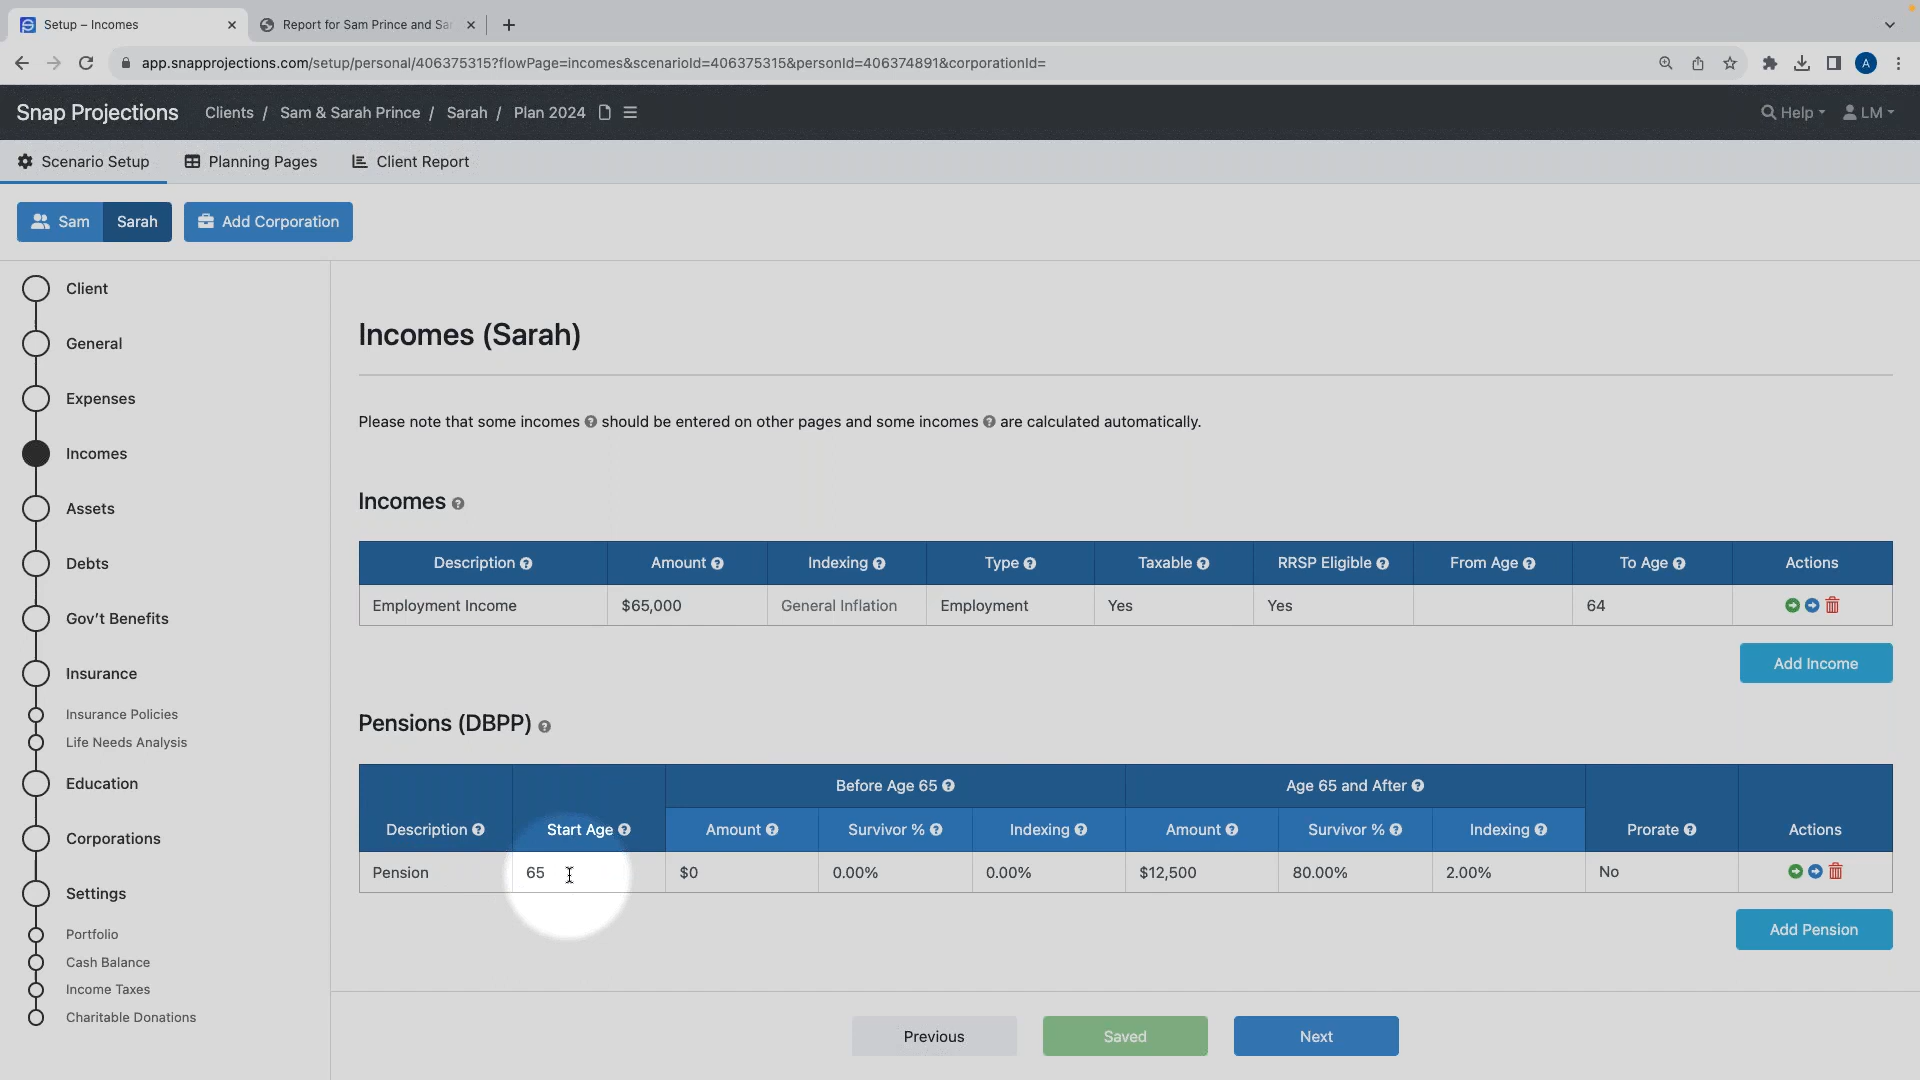 Setup – Incomes
Report for Sam Prince and Sa
app.snapprojections.com/setup/personal/406375315?flowPage=incomes&scenarioId=406375315&personId=406374891&corporationId=
A
Snap Projections
Clients / Sam & Sarah Prince / Sarah / Plan 2024
Help
LM
Scenario Setup
Planning Pages
Client Report
Sam
Sarah
Add Corporation
Client
General
Expenses
Incomes
Assets
Debts
Gov't Benefits
Insurance
Insurance Policies
Life Needs Analysis
Education
Corporations
Settings
Portfolio
Cash Balance
Income Taxes
Charitable Donations
Incomes (Sarah)
Please note that some incomes ? should be entered on other pages and some incomes ? are calculated automatically.
Incomes ?
Description ? Amount ? Indexing ? Type ? Taxable ? RRSP Eligible ? From Age ? To Age ? Actions
Employment Income $65,000 General Inflation Employment Yes Yes 64
Add Income
Pensions (DBPP) ?
Before Age 65 ? Age 65 and After ?
Description ? Start Age ? Amount ? Survivor % ? Indexing ? Amount ? Survivor % ? Indexing ? Prorate ? Actions
Pension 65 $0 0.00% 0.00% $12,500 80.00% 2.00% No
Add Pension
Previous
Saved
Next